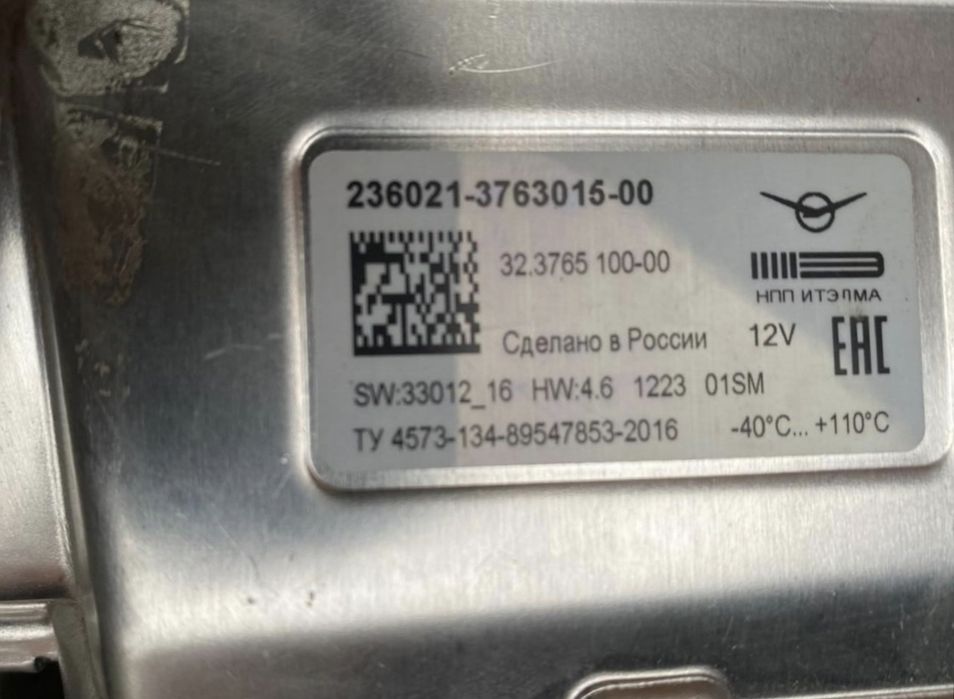 236021-3763015-00
32.3765 100-00
НПП ИТЭЛМА
Сделано в России 12V EAC
SW:33012_16 HW:4.6 1223 01SM
ТУ 4573-134-89547853-2016 -40°C... +110°C